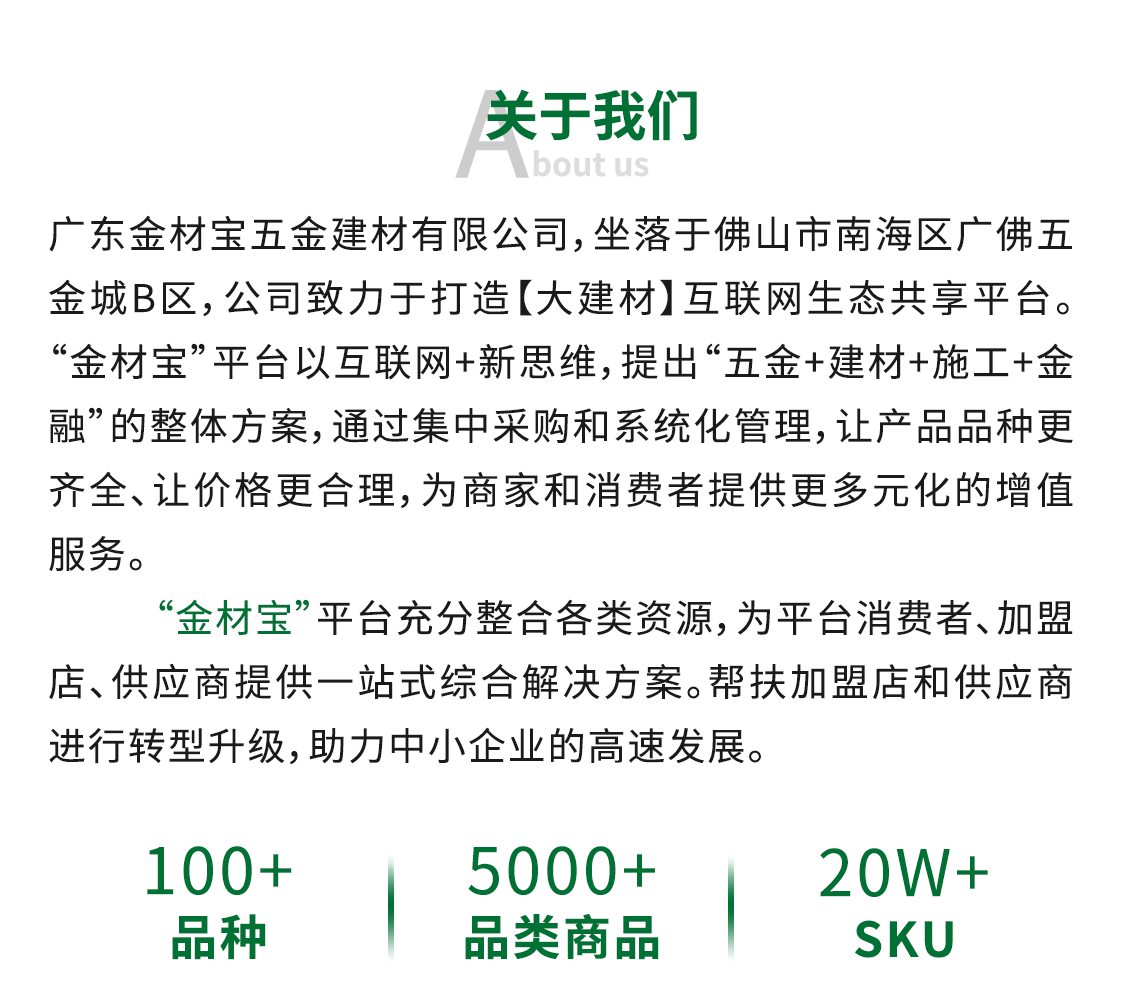 关于我们
About us
广东金材宝五金建材有限公司，坐落于佛山市南海区广佛五
金城B区，公司致力于打造【大建材】互联网生态共享平台。
“金材宝”平台以互联网+新思维，提出“五金+建材+施工+金
融”的整体方案，通过集中采购和系统化管理，让产品品种更
齐全、让价格更合理，为商家和消费者提供更多元化的增值
服务。
“金材宝”平台充分整合各类资源，为平台消费者、加盟
店、供应商提供一站式综合解决方案。帮扶加盟店和供应商
进行转型升级，助力中小企业的高速发展。
100+
品种
5000+
品类商品
20W+
SKU